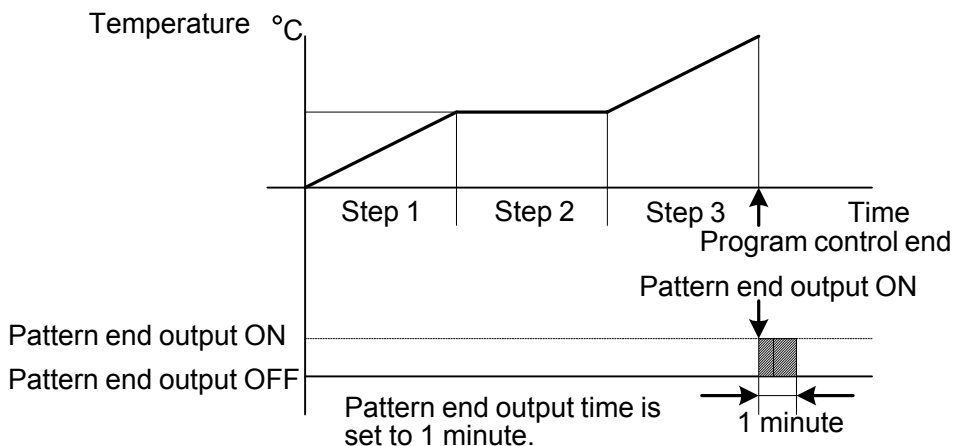 Temperature °C
Step 1 Step 2 Step 3 Time
Program control end
Pattern end output ON
Pattern end output ON
Pattern end output OFF
Pattern end output time is
set to 1 minute.
1 minute